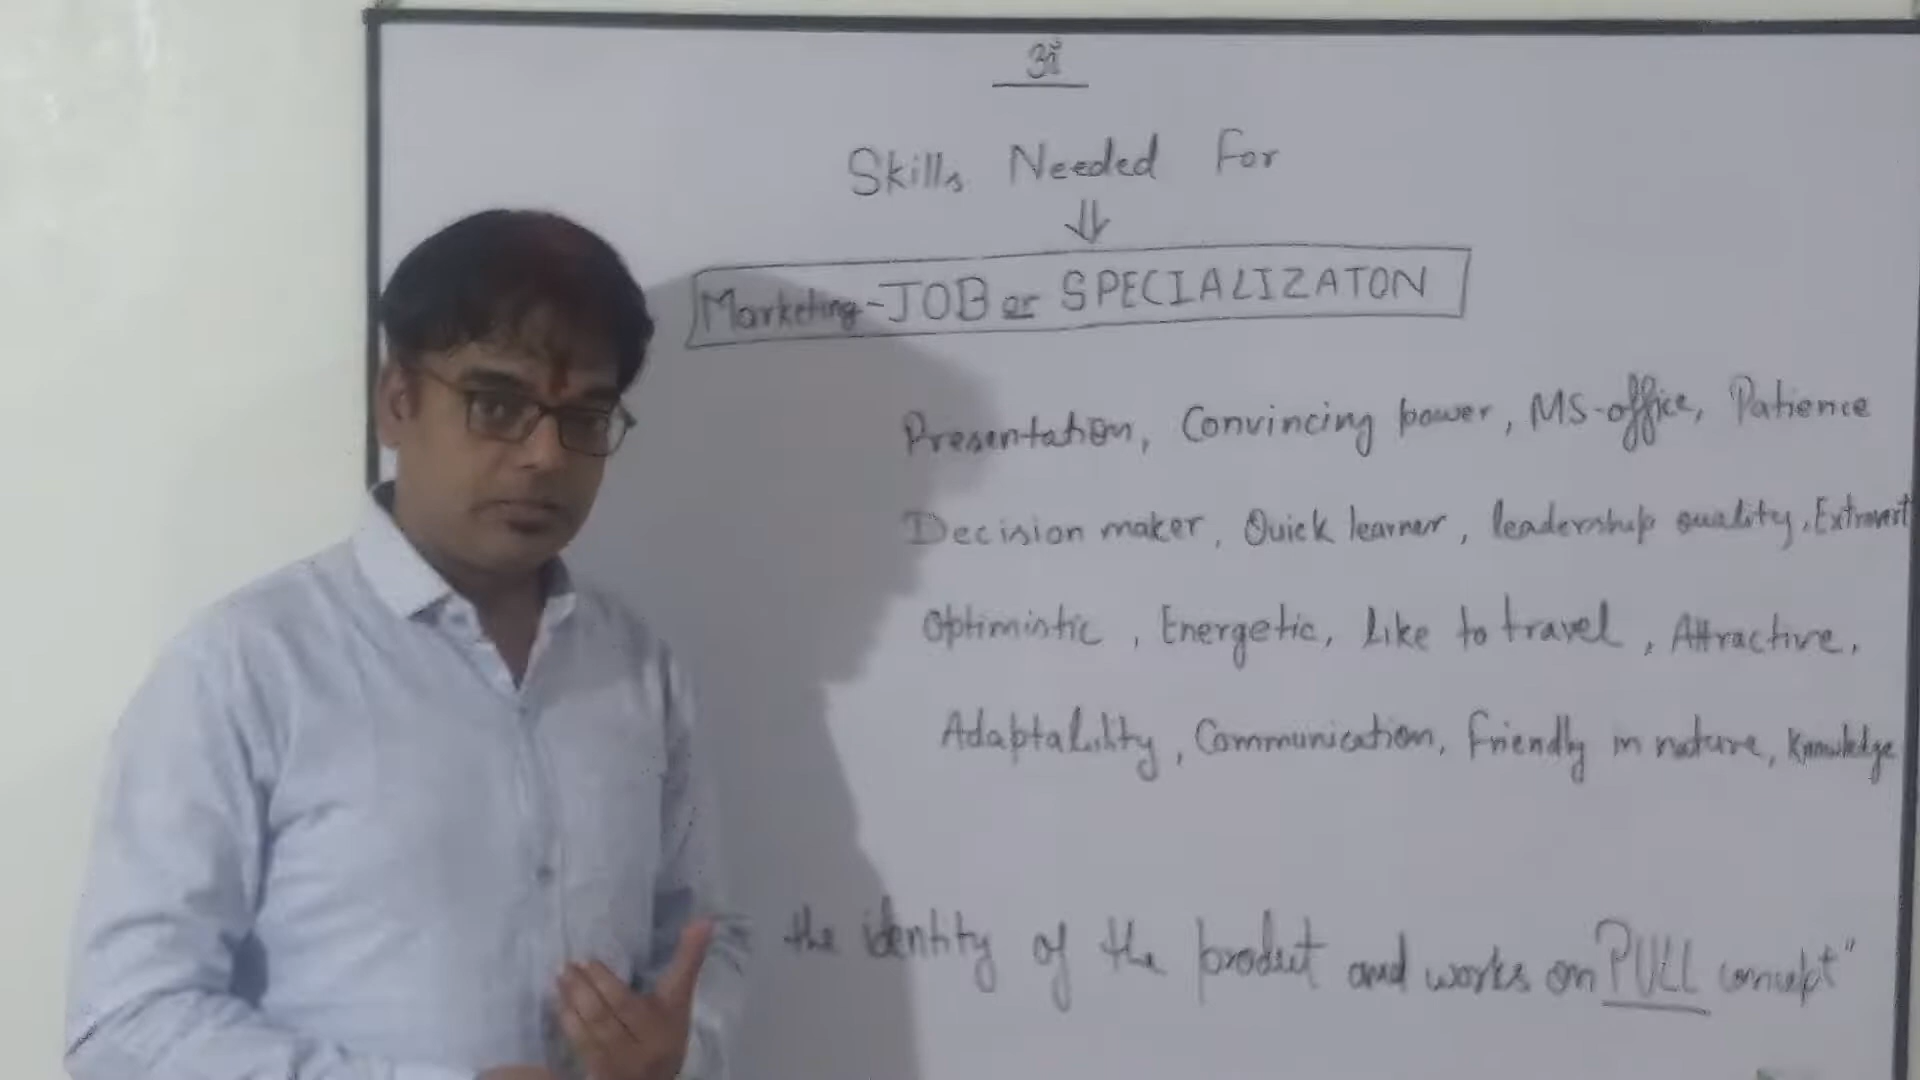 ॐ
Skills Needed For
⇓
Marketing-JOB or SPECIALIZATON
Presentation, Convincing power, MS-office, Patience
Decision maker, Quick learner, leadership quality, Extrovert
Optimistic, Energetic, like to travel, Attractive,
Adaptability, Communication, friendly in nature, Knowledge
the identity of the product and works on PULL concept"